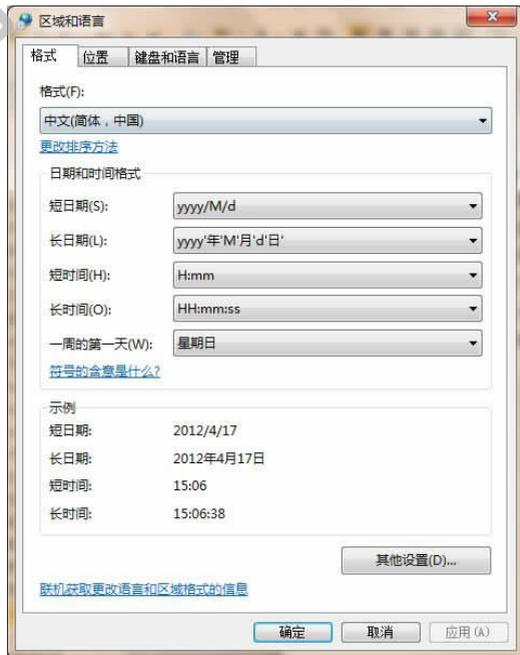 区域和语言
格式 位置 键盘和语言 管理
格式(F):
中文(简体，中国)
更改排序方法
日期和时间格式
短日期(S): yyyy/M/d
长日期(L): yyyy'年'M'月'd'日'
短时间(H): H:mm
长时间(O): HH:mm:ss
一周的第一天(W): 星期日
符号的含意是什么?
示例
短日期: 2012/4/17
长日期: 2012年4月17日
短时间: 15:06
长时间: 15:06:38
其他设置(D)...
联机获取更改语言和区域格式的信息
确定 取消 应用(A)